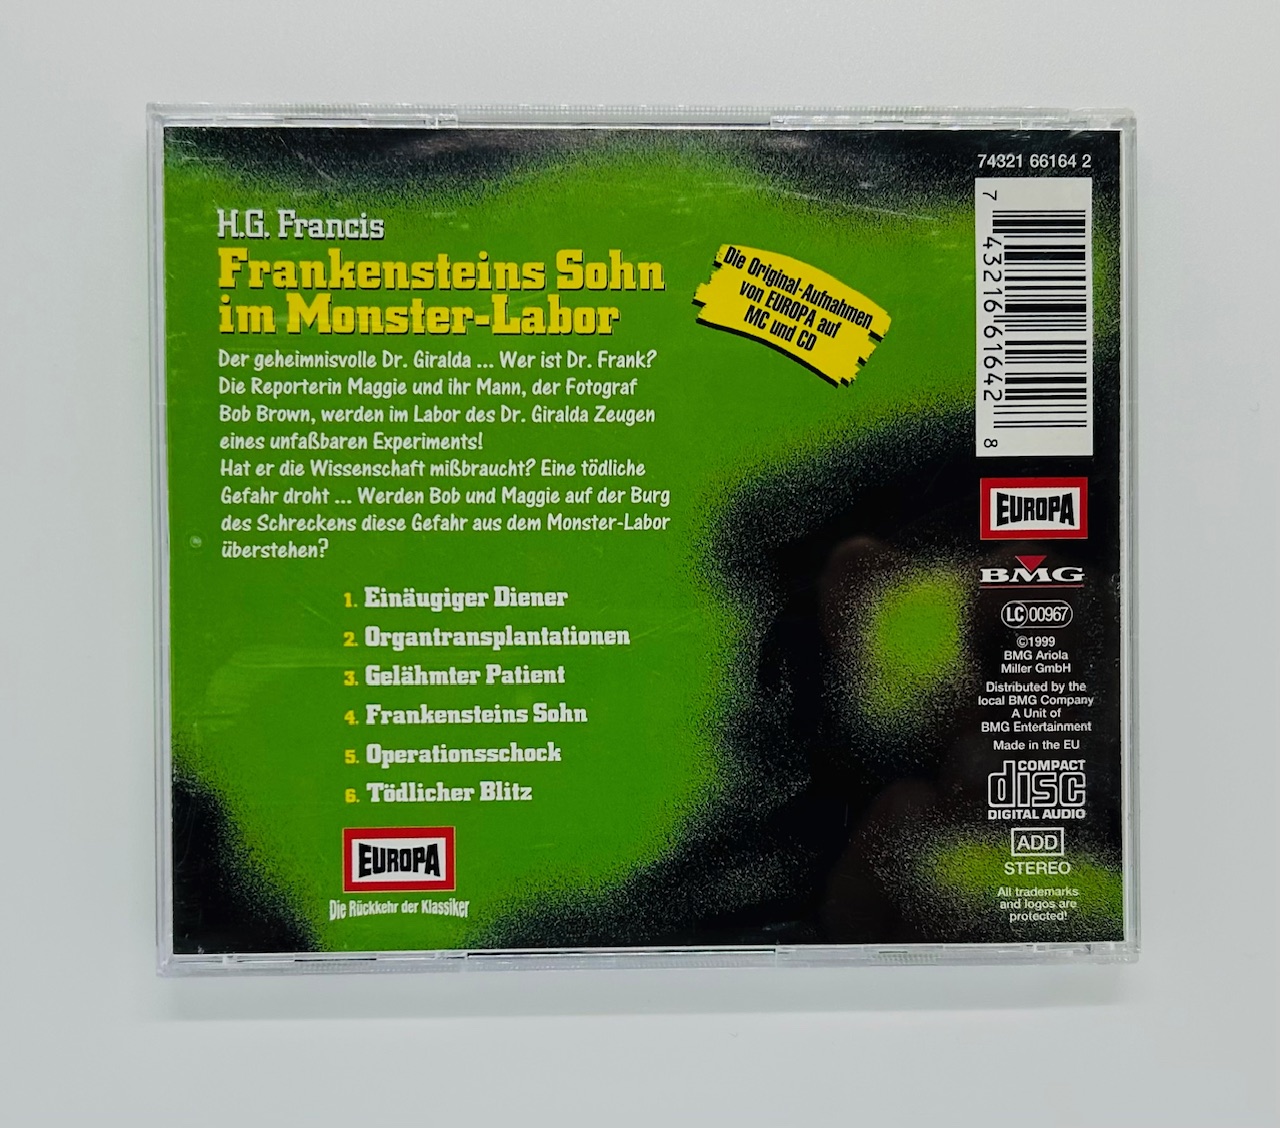 H.G. Francis
Frankensteins Sohn
im Monster-Labor
Der geheimnisvolle Dr. Giralda ... Wer ist Dr. Frank?
Die Reporterin Maggie und ihr Mann, der Fotograf
Bob Brown, werden im Labor des Dr. Giralda Zeugen
eines unfaßbaren Experiments!
Hat er die Wissenschaft mißbraucht? Eine tödliche
Gefahr droht ... Werden Bob und Maggie auf der Burg
des Schreckens diese Gefahr aus dem Monster-Labor
überstehen?
1. Einäugiger Diener
2. Organtransplantationen
3. Gelähmter Patient
4. Frankensteins Sohn
5. Operationsschock
6. Tödlicher Blitz
EUROPA
Die Rückkehr der Klassiker
Die Original-Aufnahmen
von EUROPA auf
MC und CD
74321 66164 2
7 43216 61642 8
EUROPA
BMG
LC 00967
©1999
BMG Ariola
Miller GmbH
Distributed by the
local BMG Company
A Unit of
BMG Entertainment
Made in the EU
COMPACT
disc
DIGITAL AUDIO
ADD
STEREO
All trademarks
and logos are
protected!